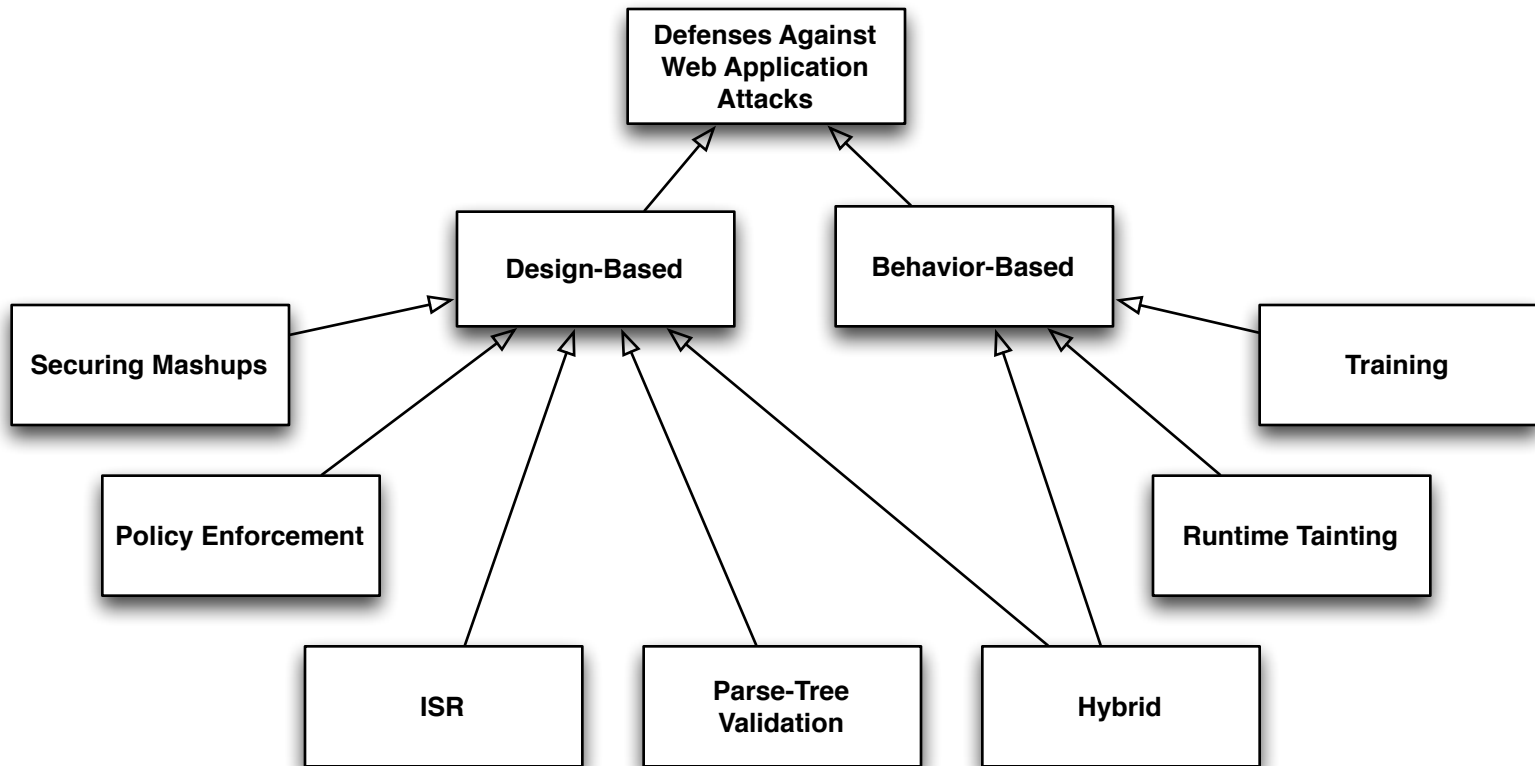 Defenses Against
Web Application
Attacks
Design-Based
Behavior-Based
Securing Mashups
Training
Policy Enforcement
Runtime Tainting
ISR
Parse-Tree
Validation
Hybrid